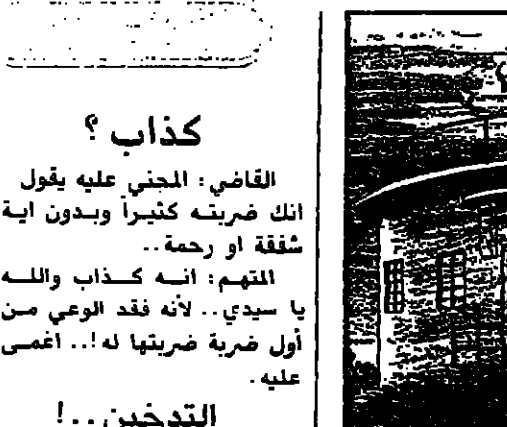 كذاب ؟
القاضي : المجني عليه يقول
انك ضربته كثيراً وبدون اية
شفقة او رحمة ..
المتهم : انه كذاب والله
يا سيدي .. لأنه فقد الوعي من
أول ضربة ضربتها له ! .. اغمى
عليه .
التدخين .. !